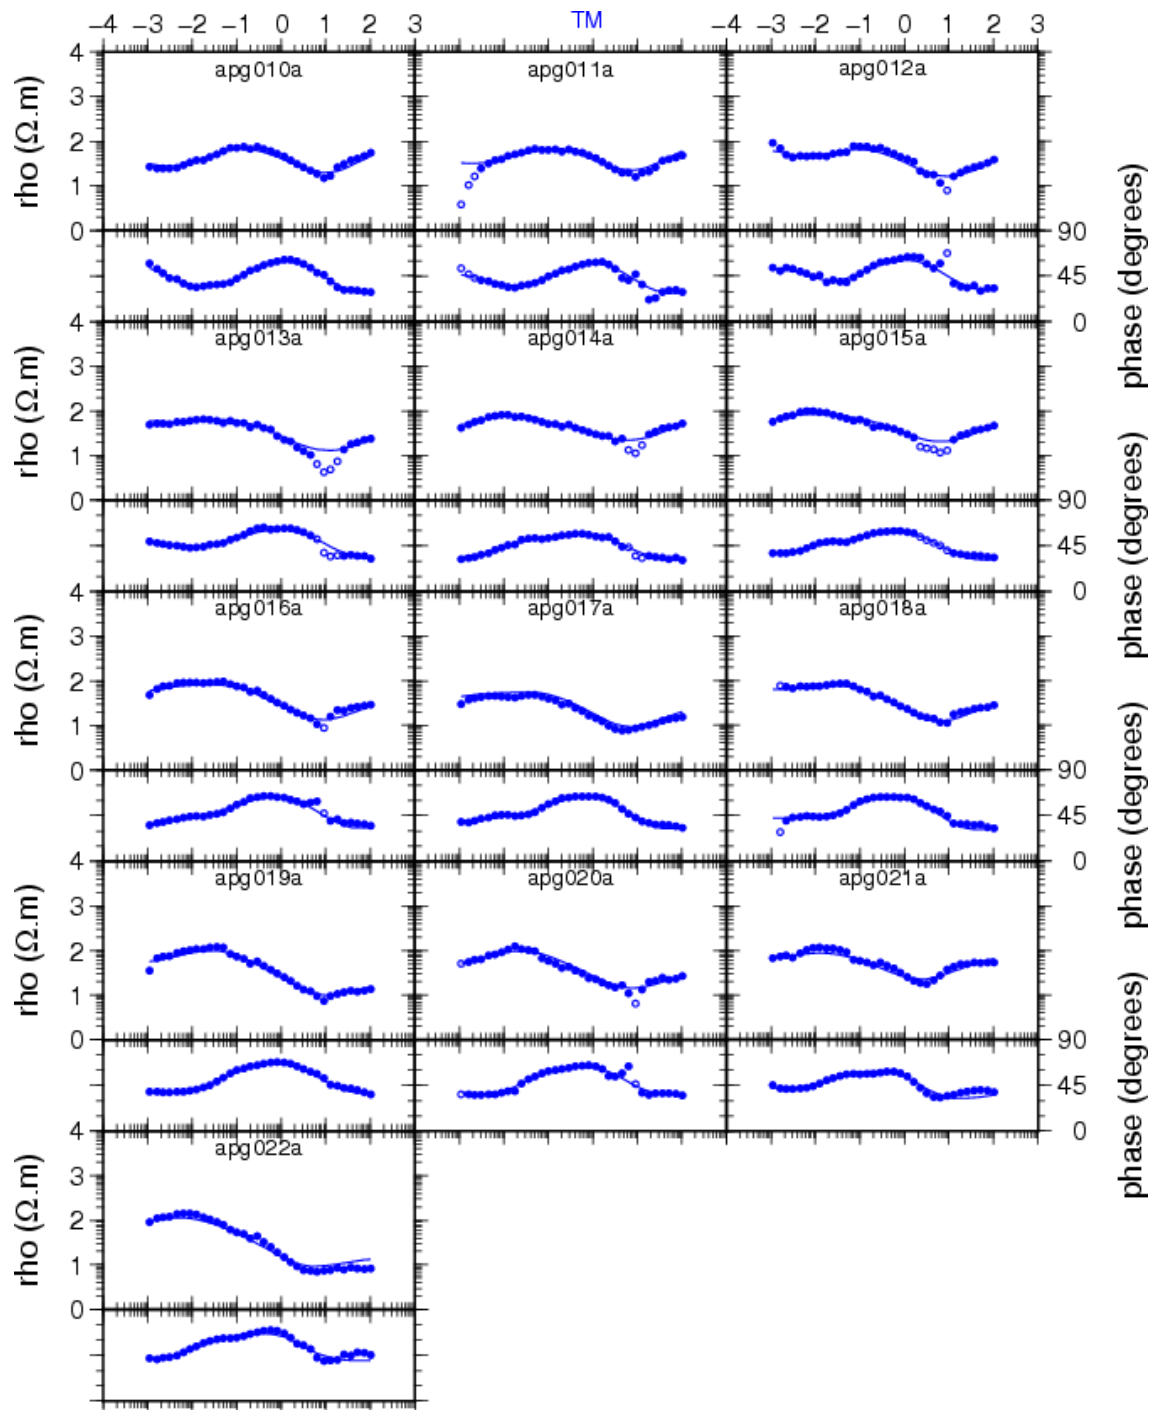 −4 −3 −2 −1 0 1 2 3 TM −4 −3 −2 −1 0 1 2 3
apg010a apg011a apg012a
4
3
2
1
0
rho (Ω.m)
90
45
0
phase (degrees)
apg013a apg014a apg015a
4
3
2
1
0
rho (Ω.m)
90
45
0
phase (degrees)
apg016a apg017a apg018a
4
3
2
1
0
rho (Ω.m)
90
45
0
phase (degrees)
apg019a apg020a apg021a
4
3
2
1
0
rho (Ω.m)
90
45
0
phase (degrees)
apg022a
4
3
2
1
0
rho (Ω.m)